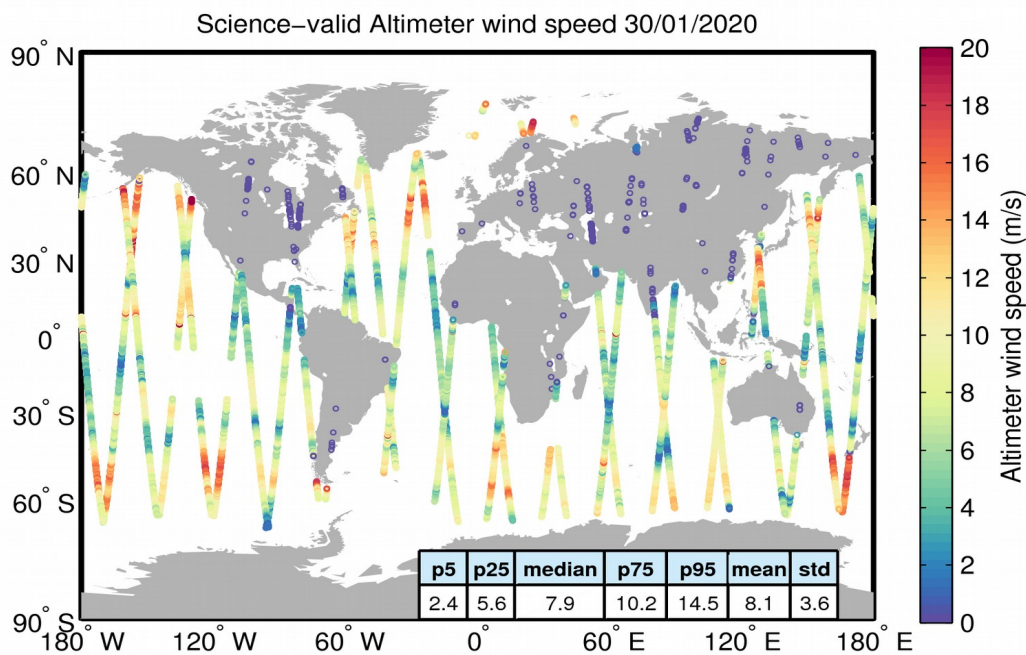 Science−valid Altimeter wind speed 30/01/2020
90° N
60° N
30° N
0°
30° S
60° S
90° S
180° W
120° W
60° W
0°
60° E
120° E
180° E
p5 p25 median p75 p95 mean std
2.4 5.6 7.9 10.2 14.5 8.1 3.6
20
18
16
14
12
10
8
6
4
2
0
Altimeter wind speed (m/s)